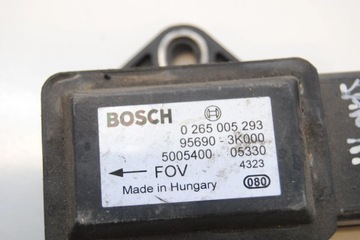 BOSCH
0 265 005 293
95690 - 3K000
5005400 05330
FOV 4323
Made in Hungary 080